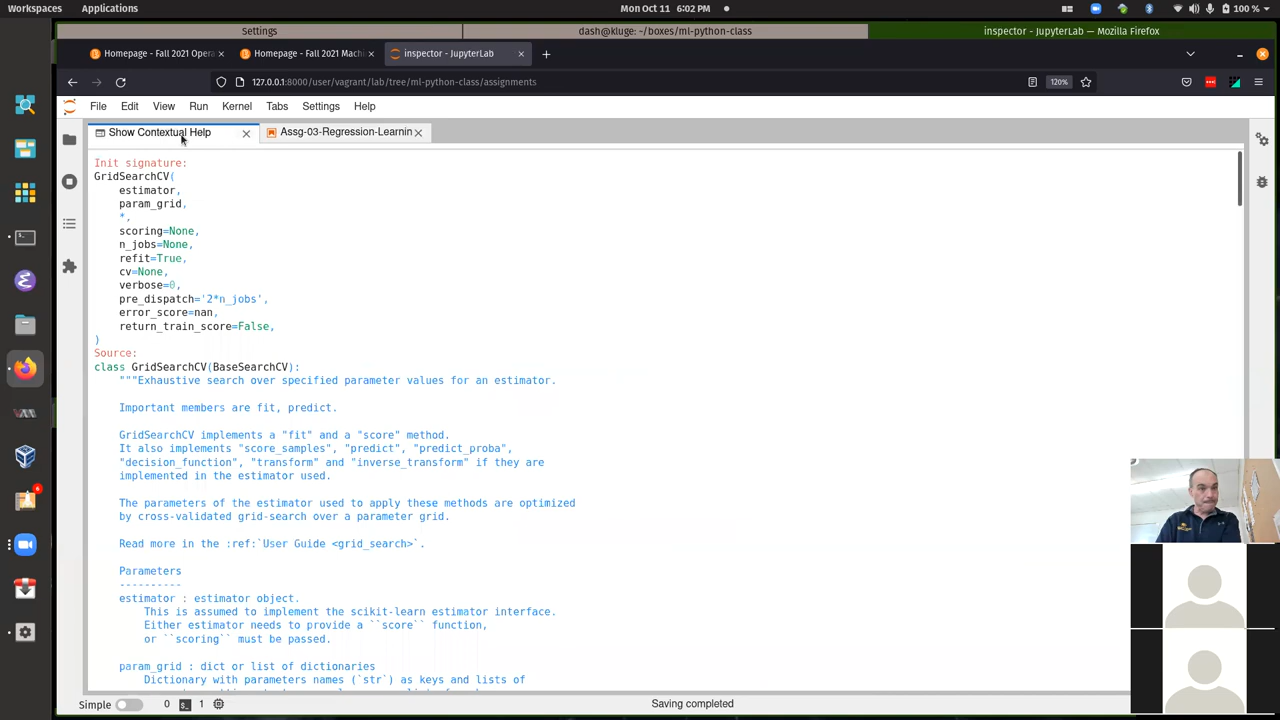 Workspaces
Applications
Mon Oct 11  6:02 PM
100 %
Settings
dash@kluge: ~/boxes/ml-python-class
inspector - JupyterLab — Mozilla Firefox
Homepage - Fall 2021 Opera
Homepage - Fall 2021 Machi
inspector - JupyterLab
127.0.0.1:8000/user/vagrant/lab/tree/ml-python-class/assignments
120%
File Edit View Run Kernel Tabs Settings Help
Show Contextual Help
Assg-03-Regression-Learnin
Init signature:
GridSearchCV(
estimator,
param_grid,
*,
scoring=None,
n_jobs=None,
refit=True,
cv=None,
verbose=0,
pre_dispatch='2*n_jobs',
error_score=nan,
return_train_score=False,
)
Source:
class GridSearchCV(BaseSearchCV):
"""Exhaustive search over specified parameter values for an estimator.
Important members are fit, predict.
GridSearchCV implements a "fit" and a "score" method.
It also implements "score_samples", "predict", "predict_proba",
"decision_function", "transform" and "inverse_transform" if they are
implemented in the estimator used.
The parameters of the estimator used to apply these methods are optimized
by cross-validated grid-search over a parameter grid.
Read more in the :ref:`User Guide <grid_search>`.
Parameters
----------
estimator : estimator object.
This is assumed to implement the scikit-learn estimator interface.
Either estimator needs to provide a ``score`` function,
or ``scoring`` must be passed.
param_grid : dict or list of dictionaries
Dictionary with parameters names (`str`) as keys and lists of
Simple
0
1
Saving completed
6